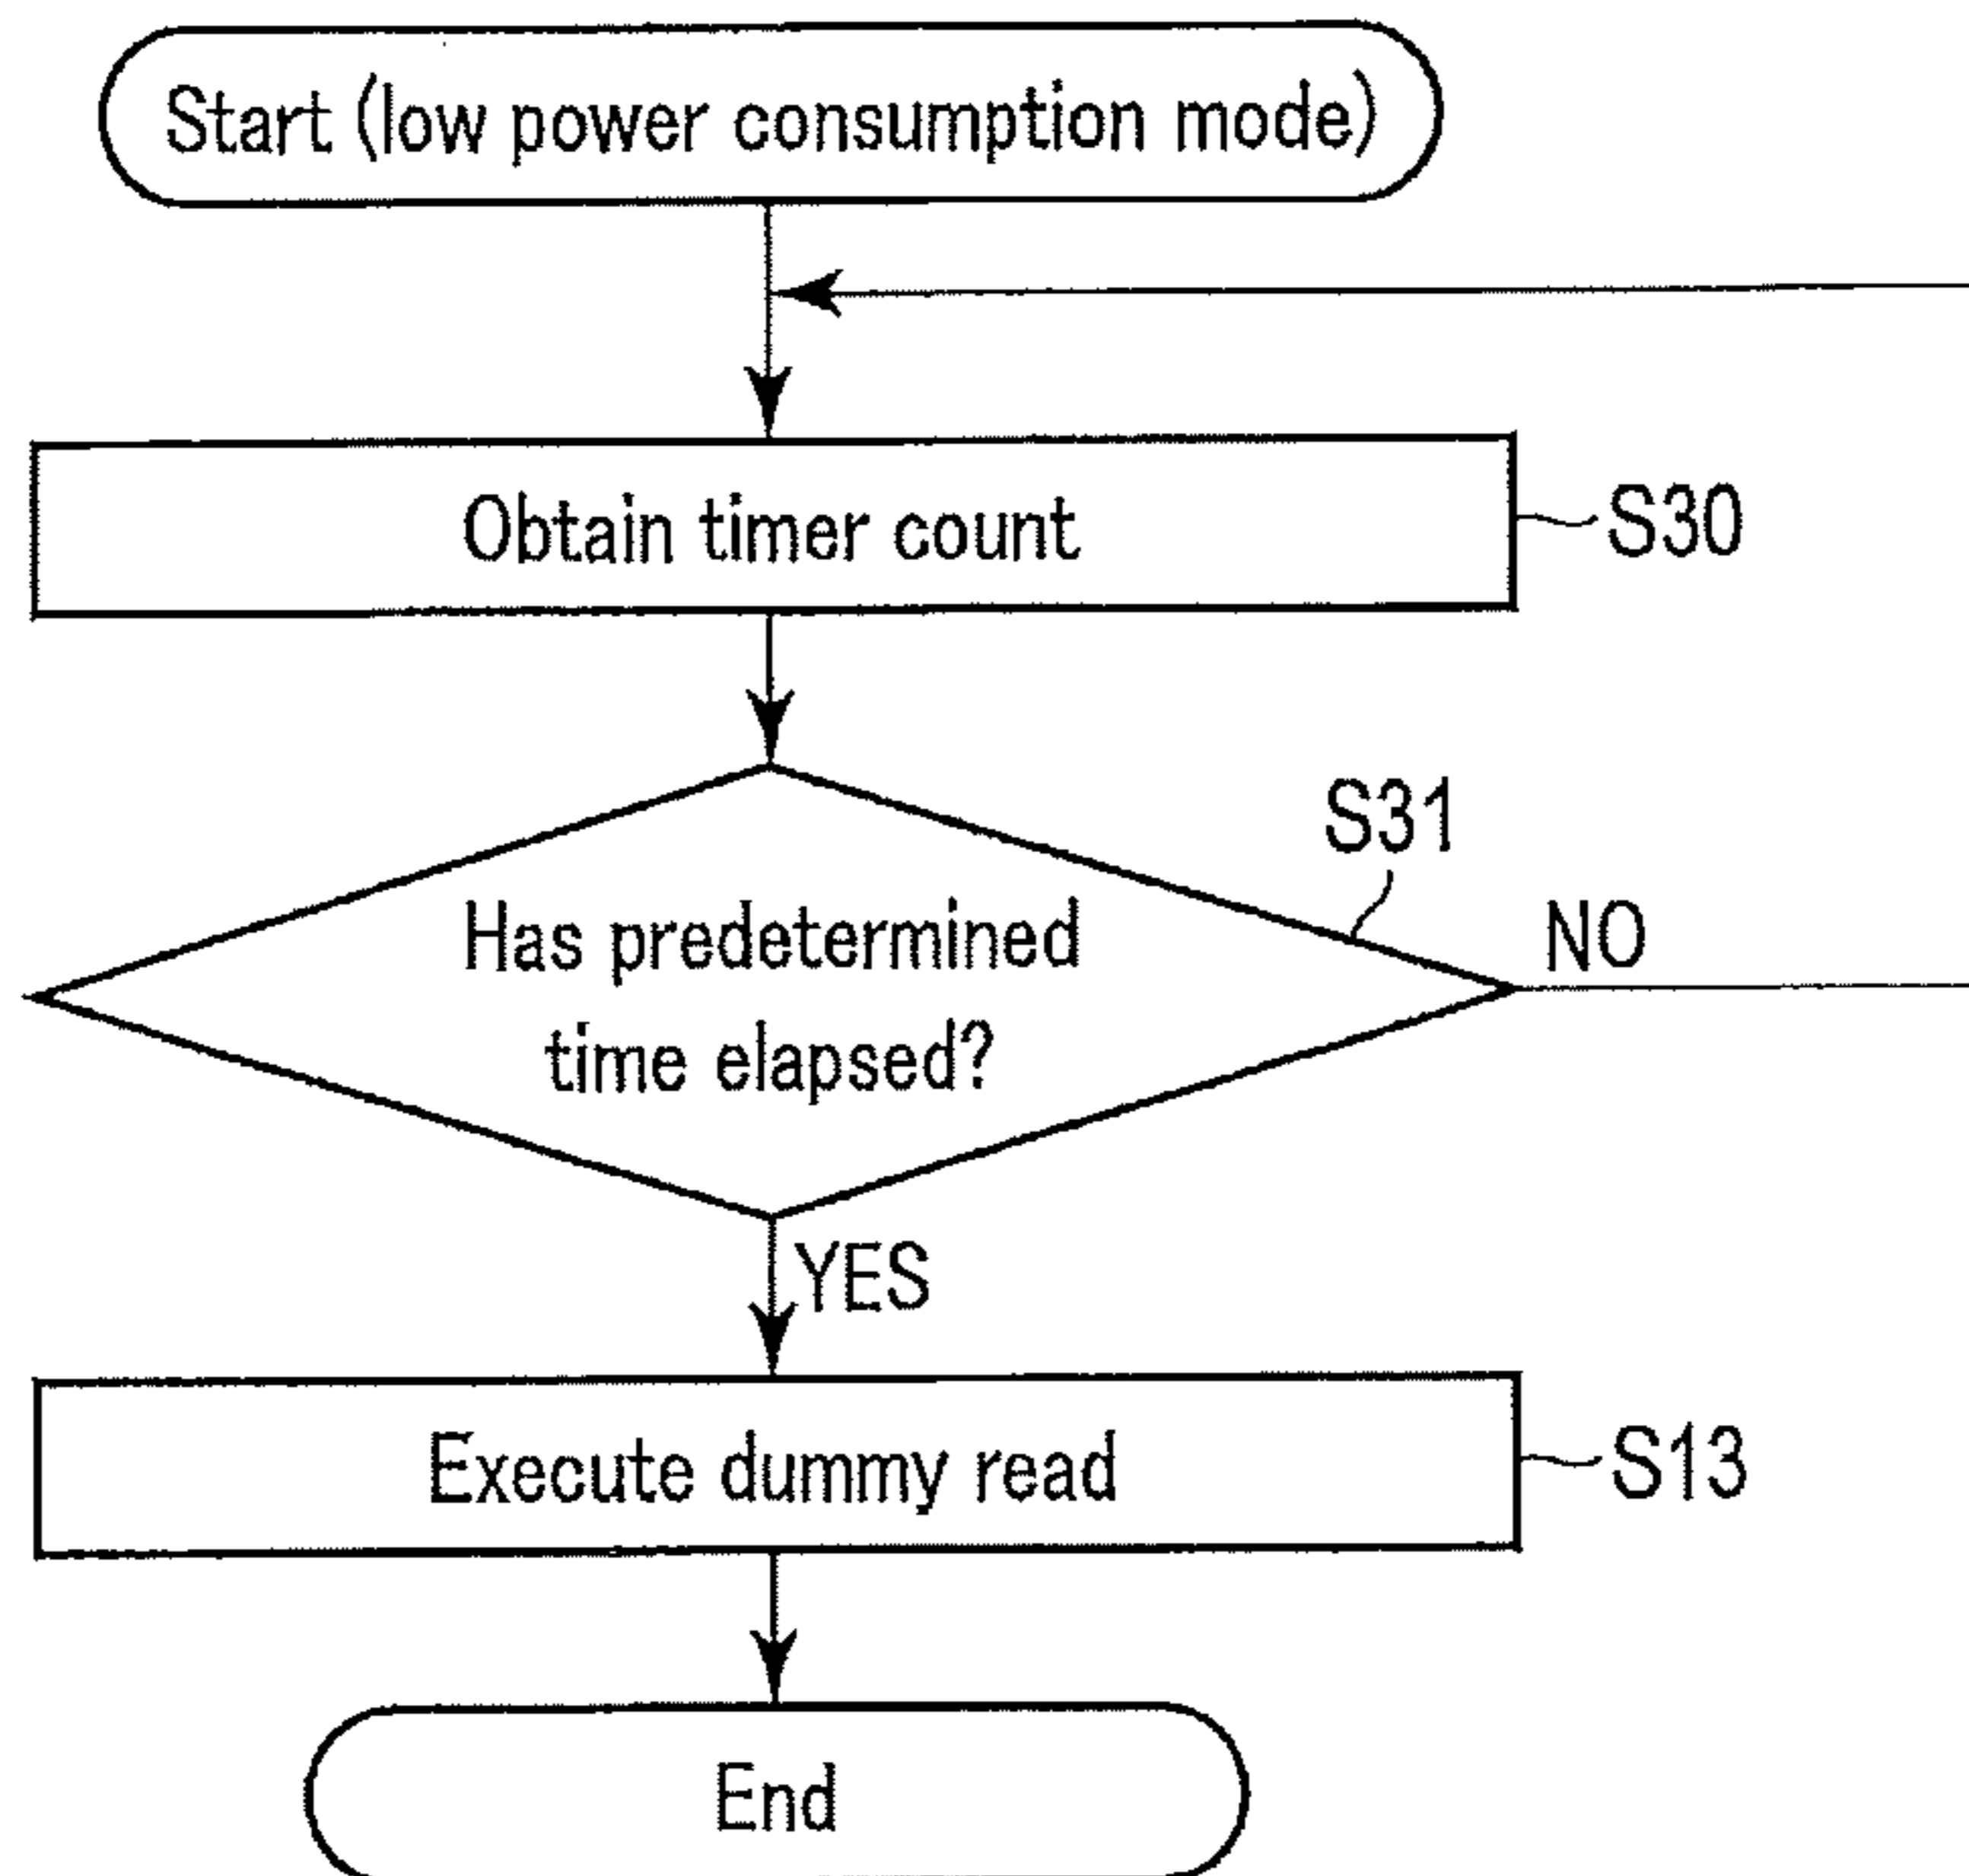 Start (low power consumption mode)
Obtain timer count
S30
S31
Has predetermined
time elapsed?
NO
YES
Execute dummy read
S13
End